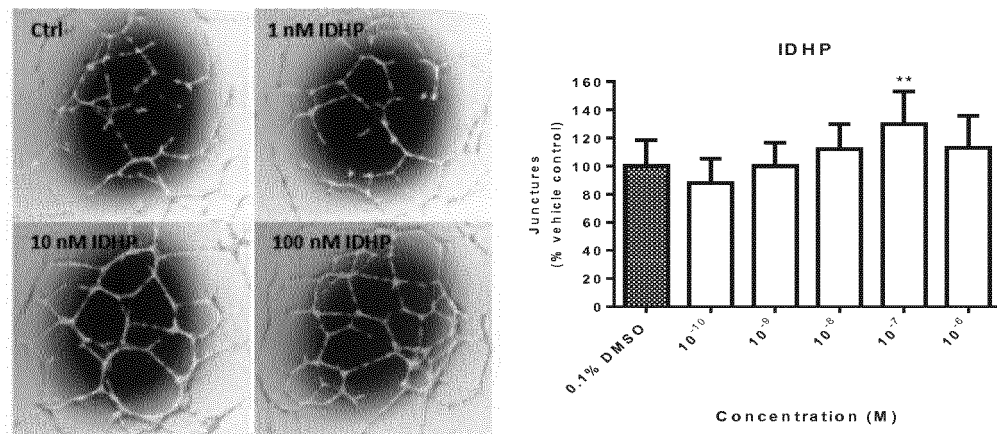 Ctrl
1 nM IDHP
10 nM IDHP
100 nM IDHP
IDHP
Junctures
(% vehicle control)
160
140
120
100
80
60
40
20
0
**
0.1% DMSO
10⁻¹⁰
10⁻⁹
10⁻⁸
10⁻⁷
10⁻⁶
Concentration (M)